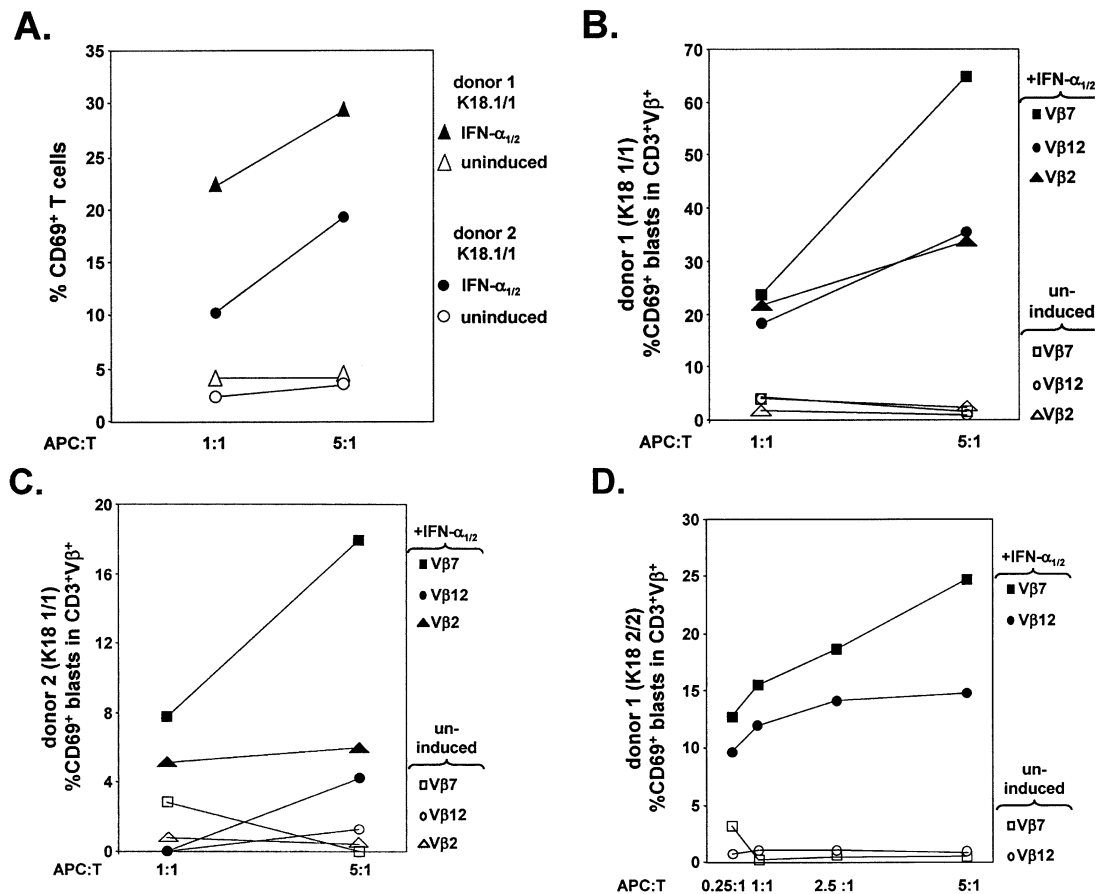 A.
35
30
25
20
15
10
5
0
% CD69⁺ T cells
APC:T
1:1
5:1
donor 1
K18.1/1
IFN-α1/2
uninduced
donor 2
K18.1/1
IFN-α1/2
uninduced
B.
70
60
50
40
30
20
10
0
donor 1 (K18 1/1)
%CD69⁺ blasts in CD3⁺Vβ⁺
APC:T
1:1
5:1
+IFN-α1/2
Vβ7
Vβ12
Vβ2
un-
induced
Vβ7
Vβ12
Vβ2
C.
20
16
12
8
4
0
donor 2 (K18 1/1)
%CD69⁺ blasts in CD3⁺Vβ⁺
APC:T
1:1
5:1
+IFN-α1/2
Vβ7
Vβ12
Vβ2
un-
induced
Vβ7
Vβ12
Vβ2
D.
30
25
20
15
10
5
0
donor 1 (K18 2/2)
%CD69⁺ blasts in CD3⁺Vβ⁺
APC:T
0.25:1 1:1
2.5 :1
5:1
+IFN-α1/2
Vβ7
Vβ12
un-
induced
Vβ7
Vβ12